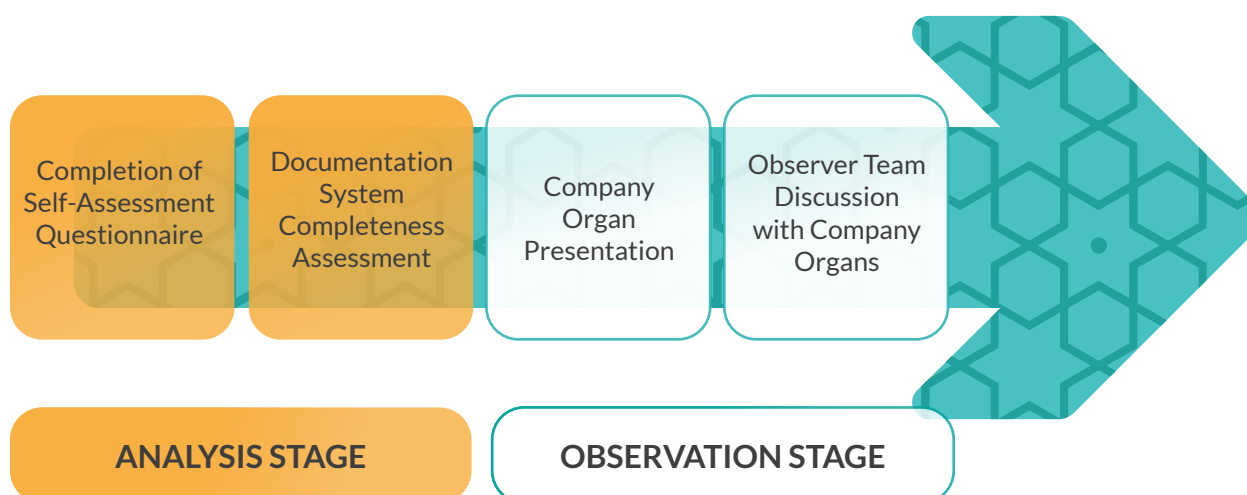 Completion of
Self-Assessment
Questionnaire
Documentation
System
Completeness
Assessment
Company
Organ
Presentation
Observer Team
Discussion
with Company
Organs
ANALYSIS STAGE
OBSERVATION STAGE